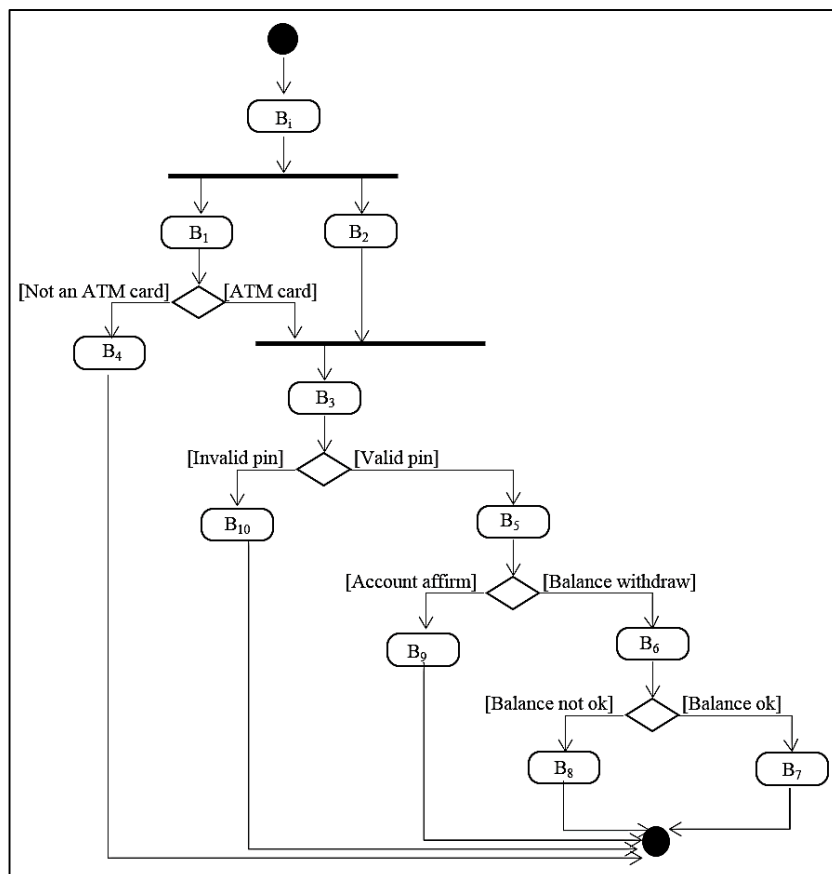 Bi
B1
B2
[Not an ATM card]
[ATM card]
B4
B3
[Invalid pin]
[Valid pin]
B10
B5
[Account affirm]
[Balance withdraw]
B9
B6
[Balance not ok]
[Balance ok]
B8
B7